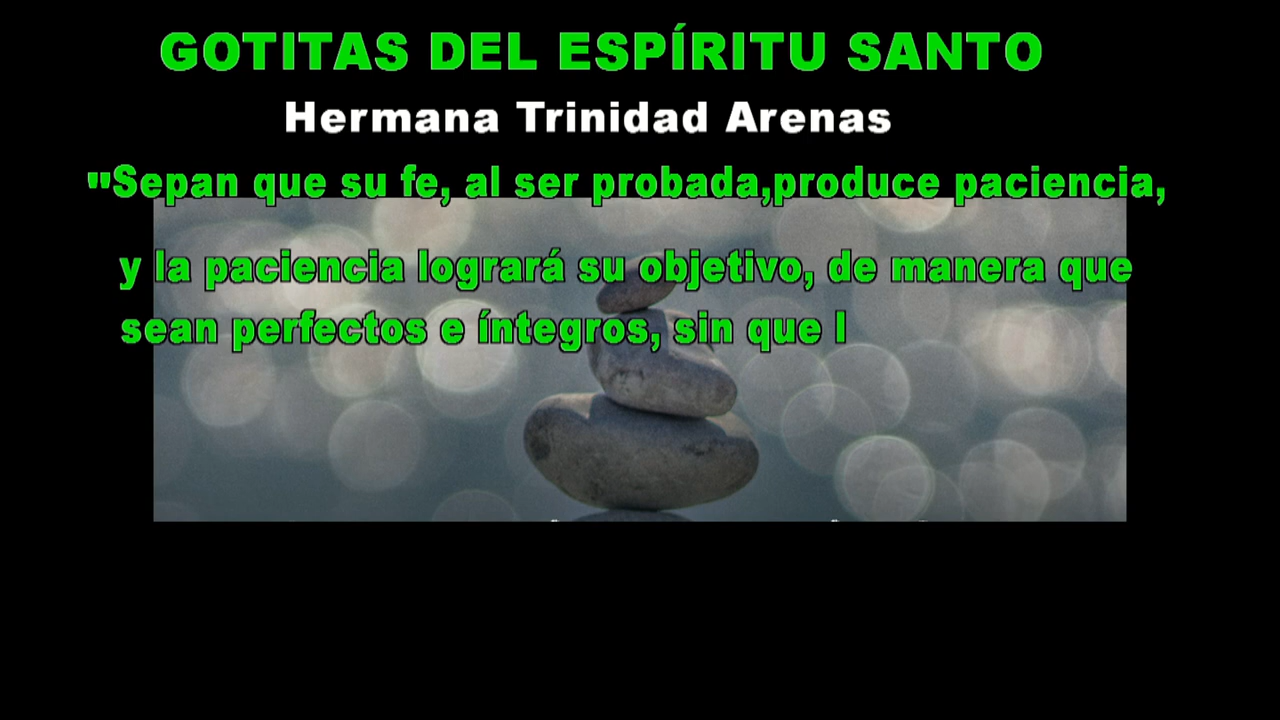 GOTITAS DEL ESPÍRITU SANTO
Hermana Trinidad Arenas
"Sepan que su fe, al ser probada,produce paciencia,
y la paciencia logrará su objetivo, de manera que
sean perfectos e íntegros, sin que l